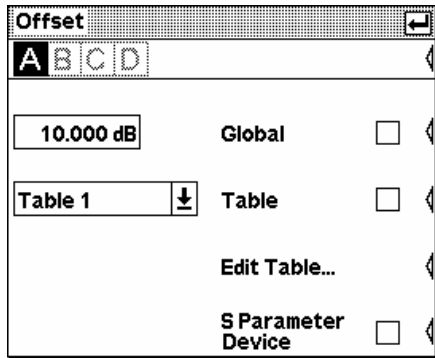 Offset
A B C D
10.000 dB Global
Table 1 Table
Edit Table...
S Parameter
Device